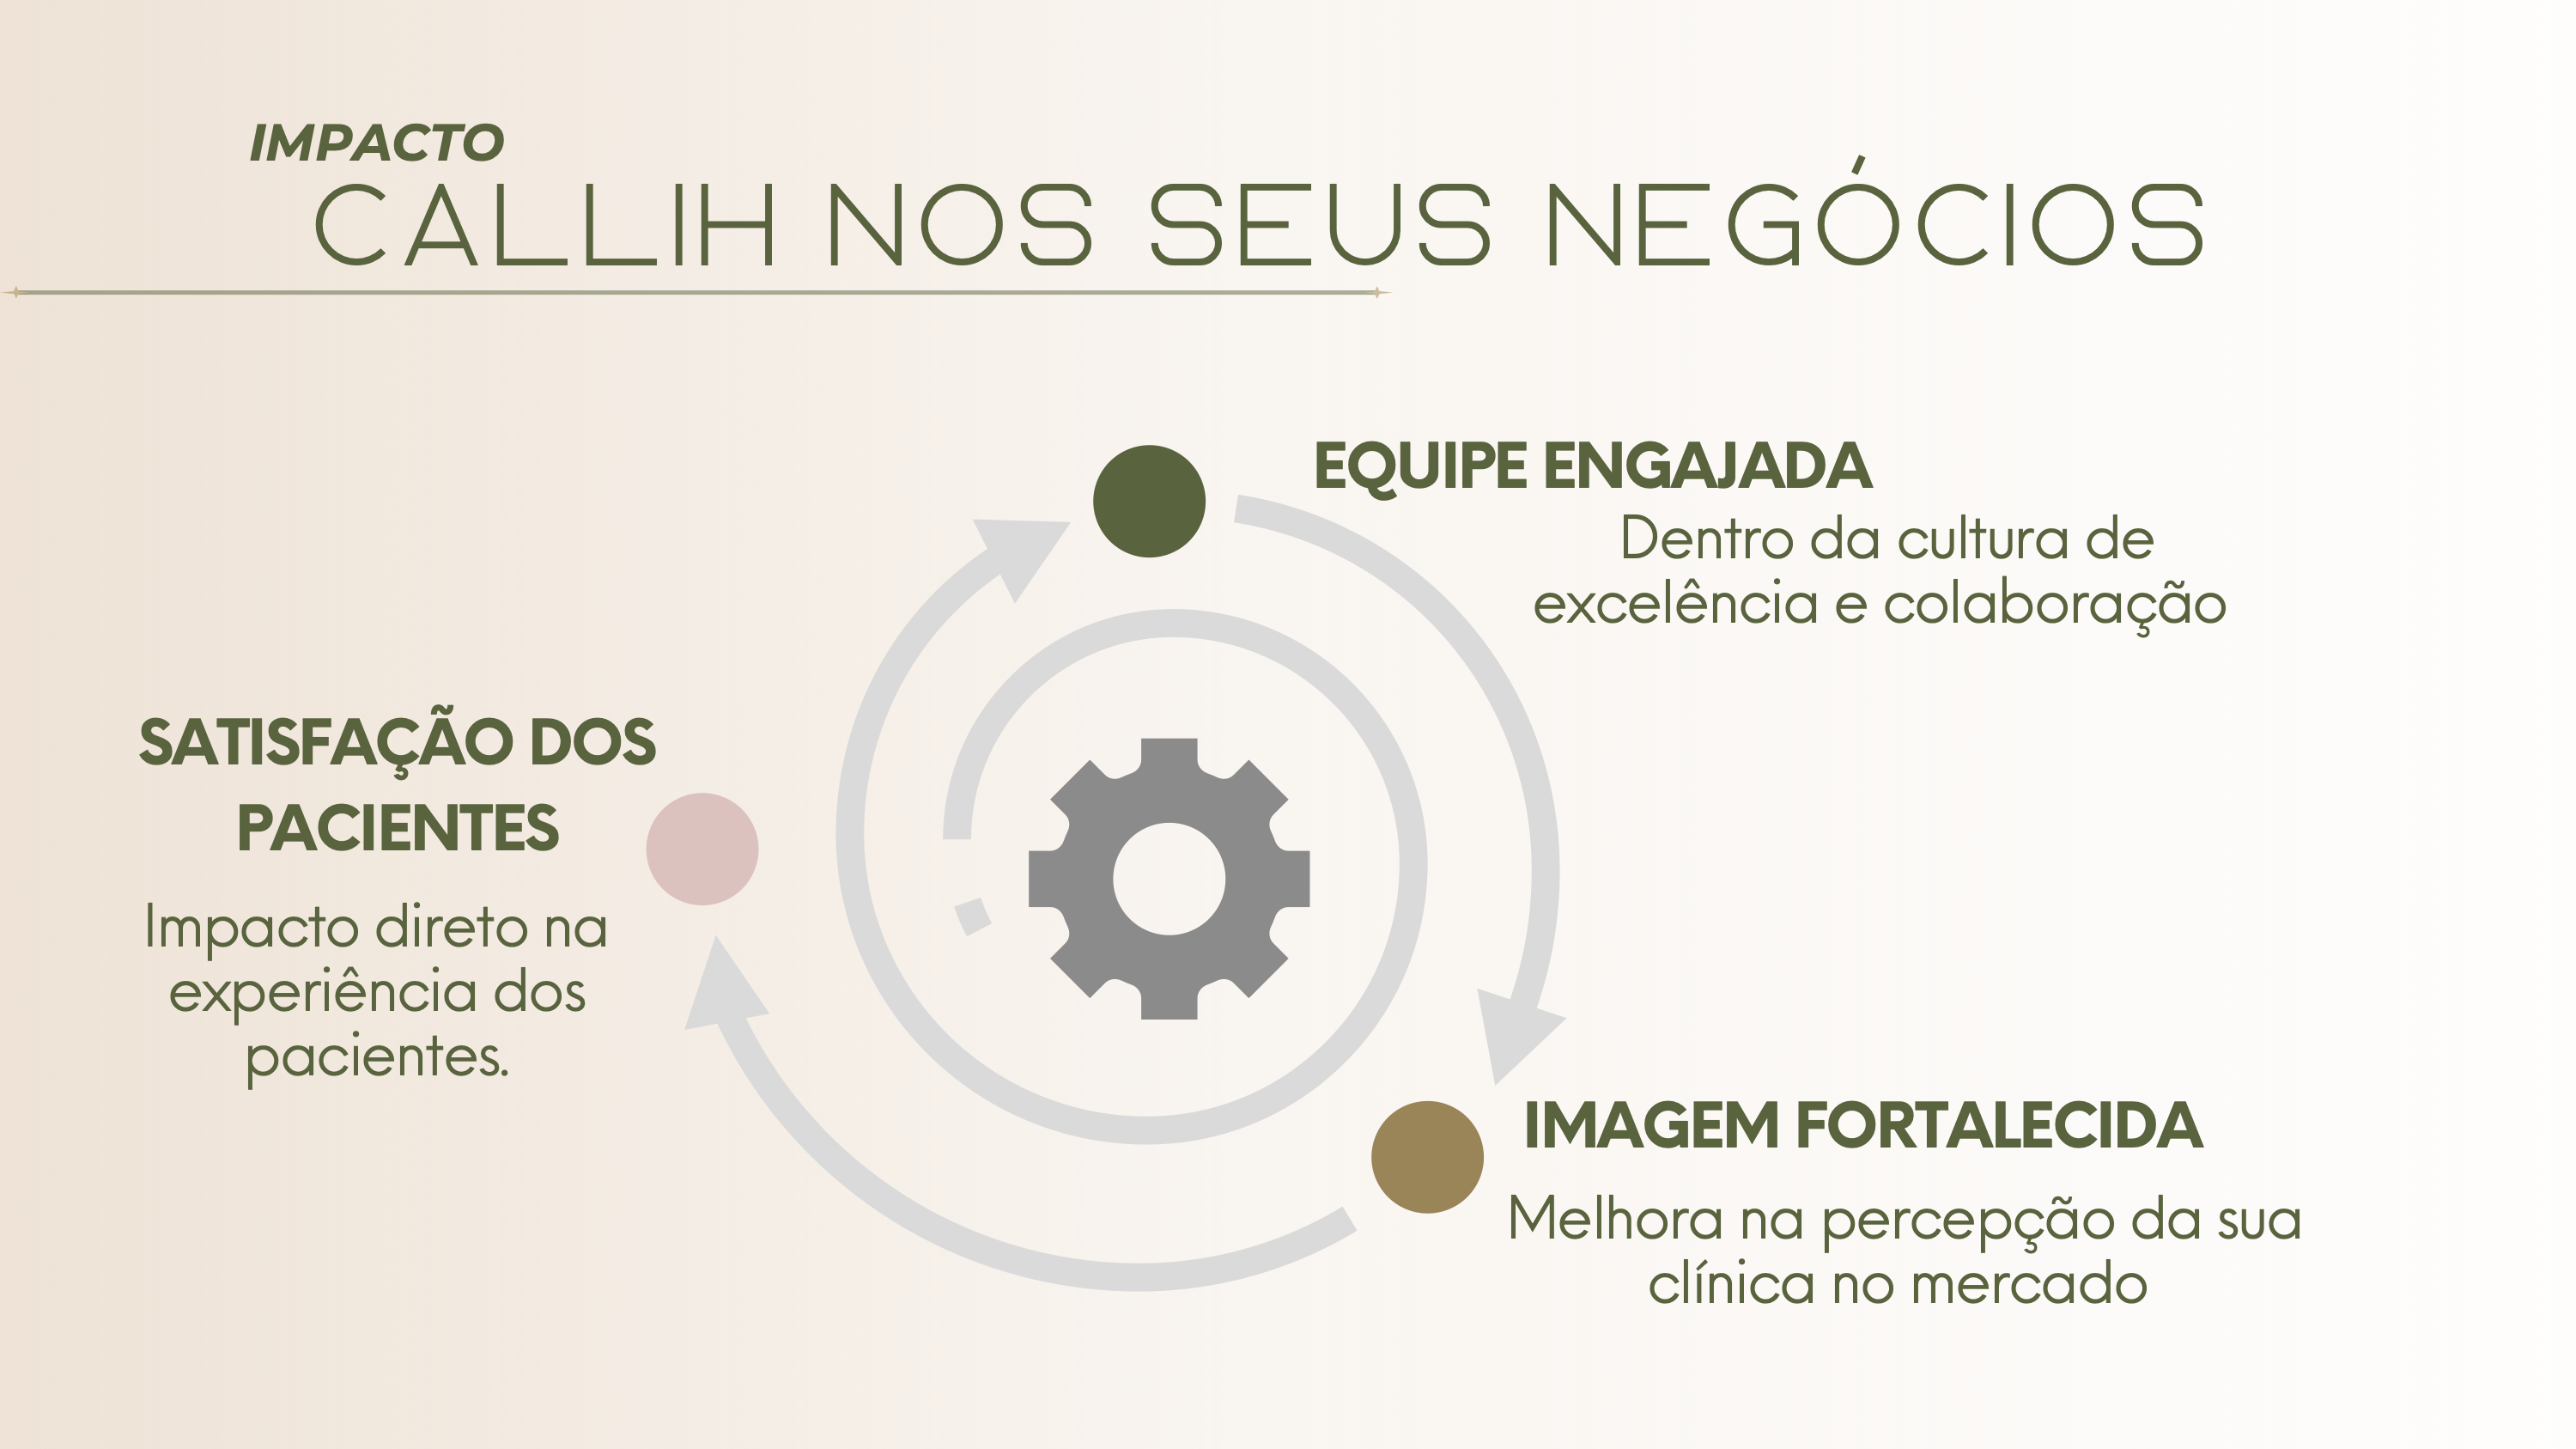 IMPACTO
CALLIH NOS SEUS NEGÓCIOS
EQUIPE ENGAJADA
Dentro da cultura de
excelência e colaboração
SATISFAÇÃO DOS
PACIENTES
Impacto direto na
experiência dos
pacientes.
IMAGEM FORTALECIDA
Melhora na percepção da sua
clínica no mercado